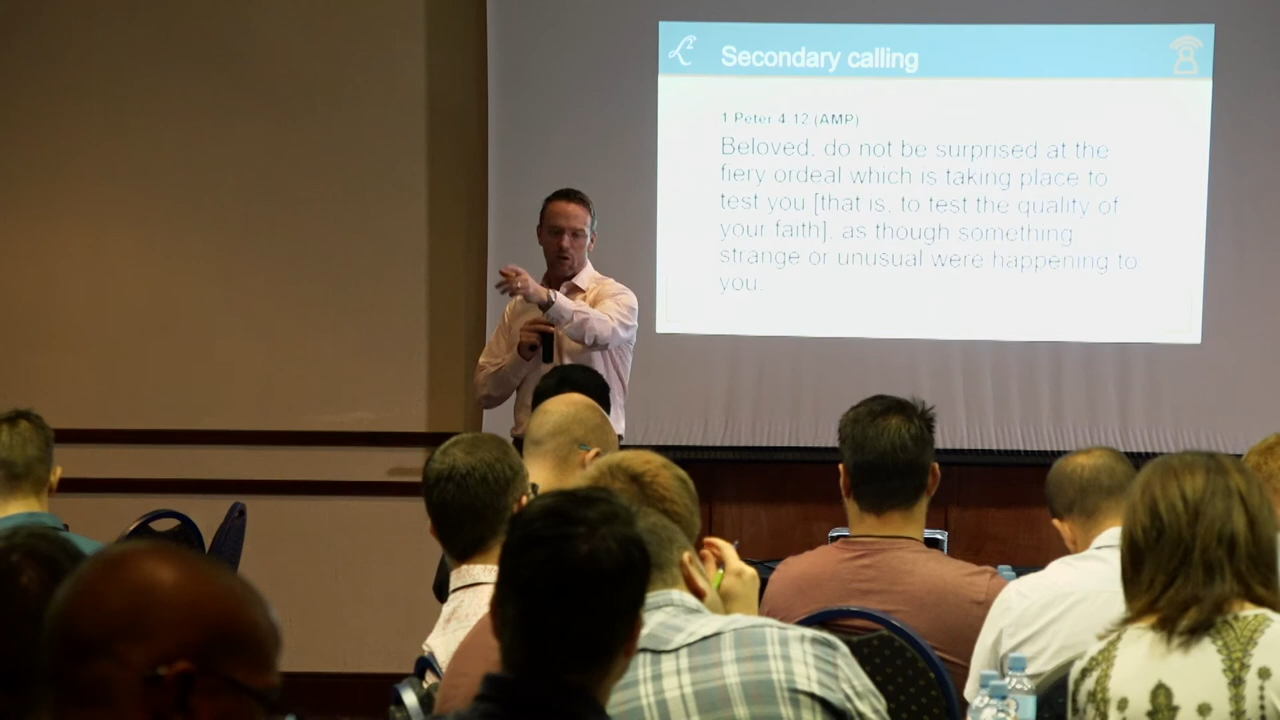 L²
Secondary calling
1 Peter 4:12 (AMP)
Beloved, do not be surprised at the
fiery ordeal which is taking place to
test you [that is, to test the quality of
your faith], as though something
strange or unusual were happening to
you.